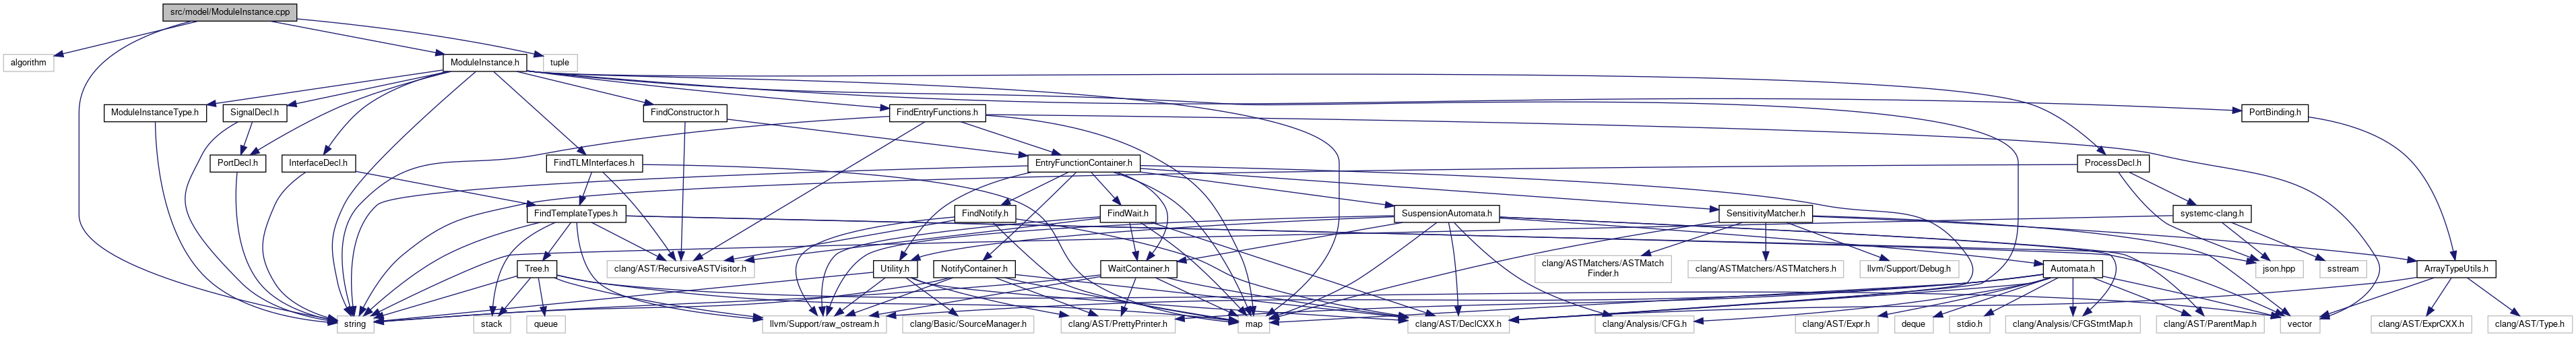 src/model/ModuleInstance.cpp
algorithm
ModuleInstance.h
tuple
ModuleInstanceType.h
SignalDecl.h
FindConstructor.h
FindEntryFunctions.h
PortBinding.h
PortDecl.h
InterfaceDecl.h
FindTLMInterfaces.h
EntryFunctionContainer.h
ProcessDecl.h
FindTemplateTypes.h
FindNotify.h
FindWait.h
SuspensionAutomata.h
SensitivityMatcher.h
systemc-clang.h
Tree.h
clang/AST/RecursiveASTVisitor.h
Utility.h
NotifyContainer.h
WaitContainer.h
clang/ASTMatchers/ASTMatch
Finder.h
clang/ASTMatchers/ASTMatchers.h
llvm/Support/Debug.h
Automata.h
json.hpp
sstream
ArrayTypeUtils.h
string
stack
queue
llvm/Support/raw_ostream.h
clang/Basic/SourceManager.h
clang/AST/PrettyPrinter.h
map
clang/AST/DeclCXX.h
clang/Analysis/CFG.h
clang/AST/Expr.h
deque
stdio.h
clang/Analysis/CFGStmtMap.h
clang/AST/ParentMap.h
vector
clang/AST/ExprCXX.h
clang/AST/Type.h